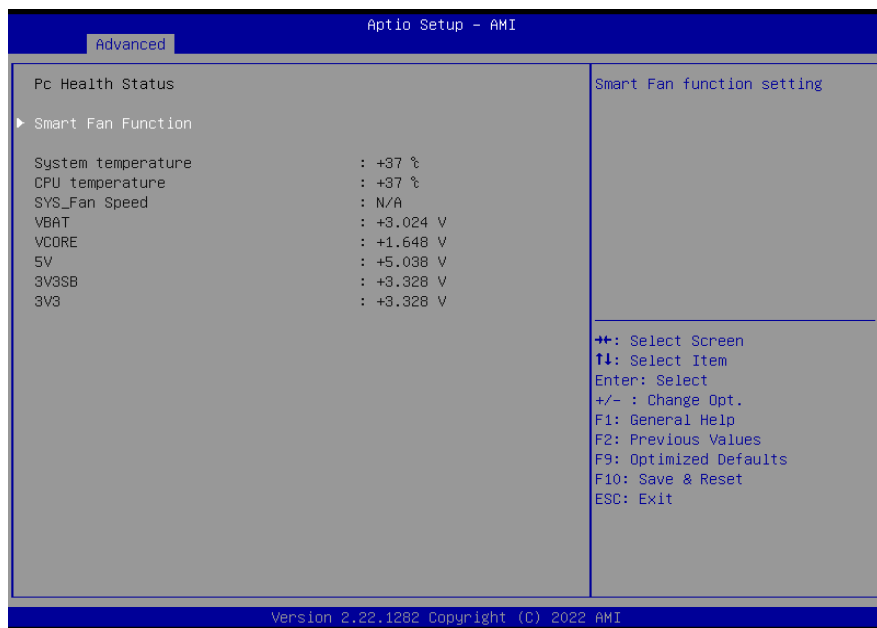 Aptio Setup – AMI
Advanced
Pc Health Status
Smart Fan Function
System temperature : +37 ℃
CPU temperature : +37 ℃
SYS_Fan Speed : N/A
VBAT : +3.024 V
VCORE : +1.648 V
5V : +5.038 V
3V3SB : +3.328 V
3V3 : +3.328 V
Smart Fan function setting
→←: Select Screen
↑↓: Select Item
Enter: Select
+/- : Change Opt.
F1: General Help
F2: Previous Values
F9: Optimized Defaults
F10: Save & Reset
ESC: Exit
Version 2.22.1282 Copyright (C) 2022 AMI